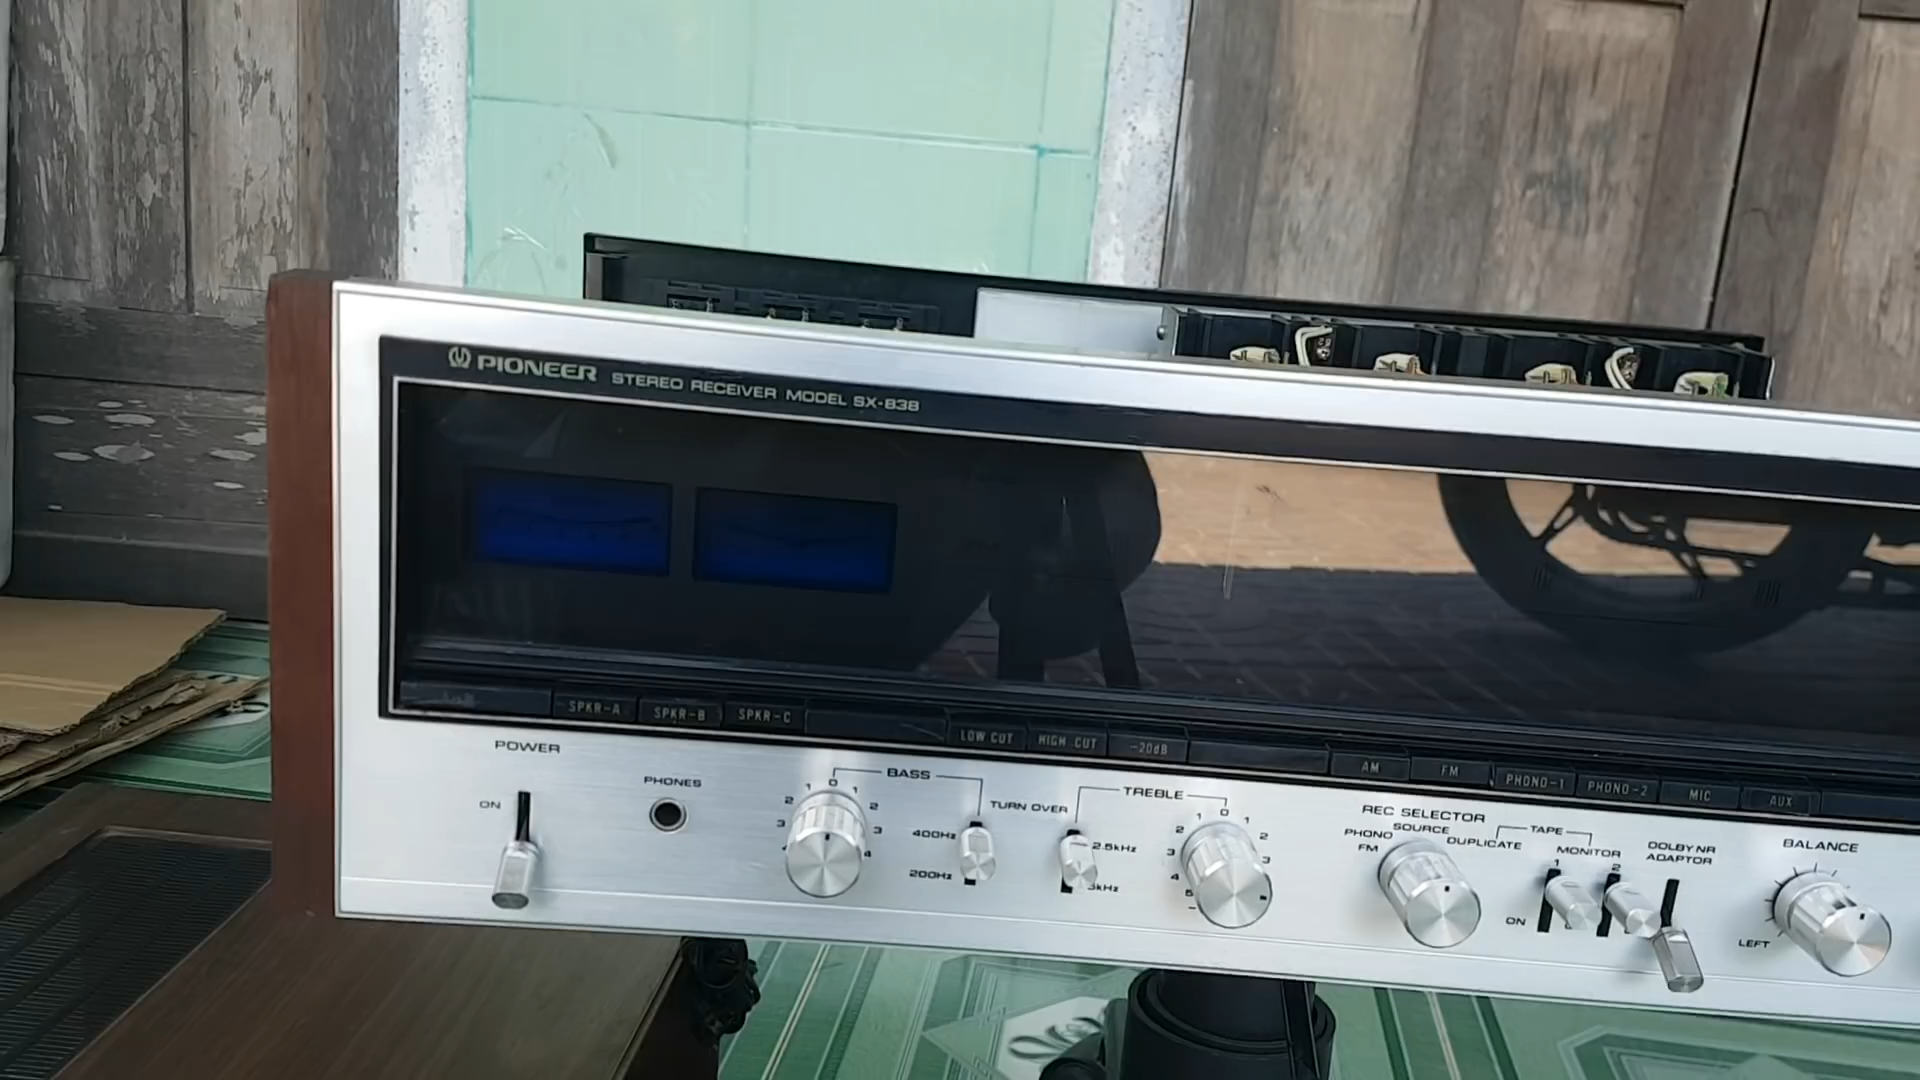 PIONEER STEREO RECEIVER MODEL SX-838
SPKR-A SPKR-B SPKR-C LOW CUT HIGH CUT -20dB AM FM PHONO-1 PHONO-2 MIC AUX
POWER
ON
PHONES
BASS
1 0 1
2 2
3 3
4 4
TURN OVER
400Hz
200Hz
2.5kHz
5kHz
TREBLE
1 0 1
2 2
3 3
4
5
REC SELECTOR
SOURCE
PHONO
FM
DUPLICATE
TAPE
MONITOR
1 2
ON
DOLBY NR
ADAPTOR
BALANCE
LEFT